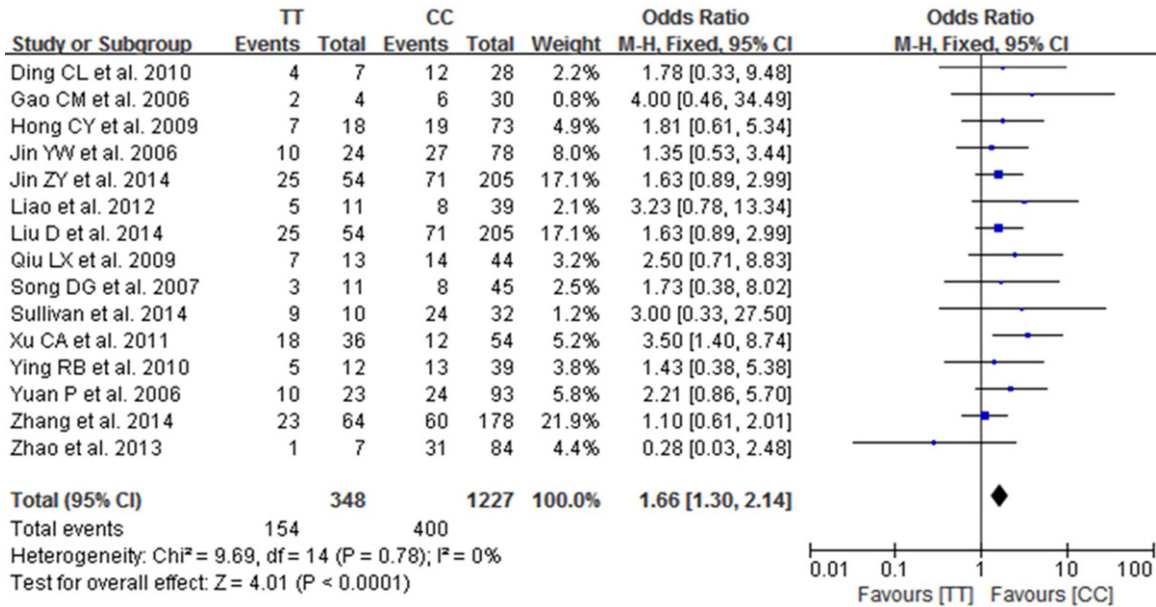 TT CC Odds Ratio Odds Ratio
Study or Subgroup Events Total Events Total Weight M-H, Fixed, 95% CI M-H, Fixed, 95% CI
Ding CL et al. 2010 4 7 12 28 2.2% 1.78 [0.33, 9.48]
Gao CM et al. 2006 2 4 6 30 0.8% 4.00 [0.46, 34.49]
Hong CY et al. 2009 7 18 19 73 4.9% 1.81 [0.61, 5.34]
Jin YW et al. 2006 10 24 27 78 8.0% 1.35 [0.53, 3.44]
Jin ZY et al. 2014 25 54 71 205 17.1% 1.63 [0.89, 2.99]
Liao et al. 2012 5 11 8 39 2.1% 3.23 [0.78, 13.34]
Liu D et al. 2014 25 54 71 205 17.1% 1.63 [0.89, 2.99]
Qiu LX et al. 2009 7 13 14 44 3.2% 2.50 [0.71, 8.83]
Song DG et al. 2007 3 11 8 45 2.5% 1.73 [0.38, 8.02]
Sullivan et al. 2014 9 10 24 32 1.2% 3.00 [0.33, 27.50]
Xu CA et al. 2011 18 36 12 54 5.2% 3.50 [1.40, 8.74]
Ying RB et al. 2010 5 12 13 39 3.8% 1.43 [0.38, 5.38]
Yuan P et al. 2006 10 23 24 93 5.8% 2.21 [0.86, 5.70]
Zhang et al. 2014 23 64 60 178 21.9% 1.10 [0.61, 2.01]
Zhao et al. 2013 1 7 31 84 4.4% 0.28 [0.03, 2.48]
Total (95% CI) 348 1227 100.0% 1.66 [1.30, 2.14]
Total events 154 400
Heterogeneity: Chi² = 9.69, df = 14 (P = 0.78); I² = 0%
Test for overall effect: Z = 4.01 (P < 0.0001)
0.01 0.1 1 10 100
Favours [TT] Favours [CC]